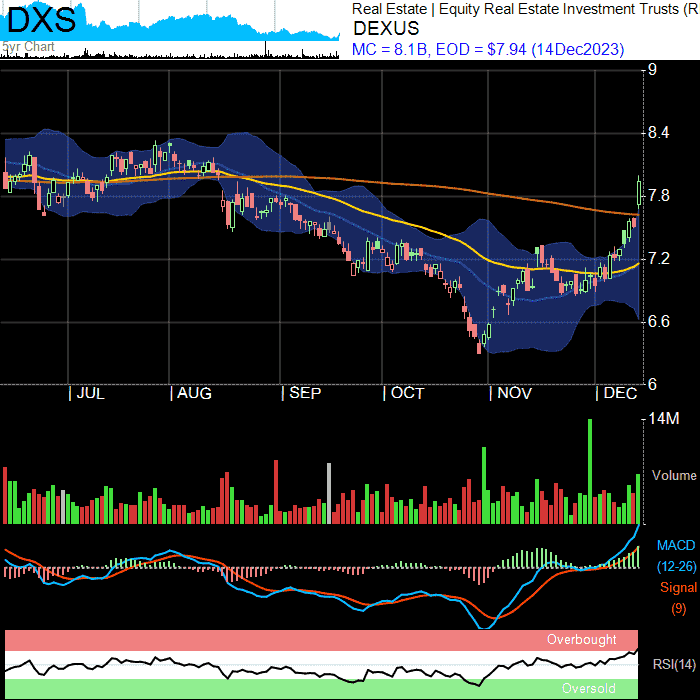 DXS
5yr Chart
Real Estate | Equity Real Estate Investment Trusts (R
DEXUS
MC = 8.1B, EOD = $7.94 (14Dec2023)
9
8.4
7.8
7.2
6.6
6
JUL AUG SEP OCT NOV DEC
14M
Volume
MACD
(12-26)
Signal
(9)
Overbought
RSI(14)
Oversold